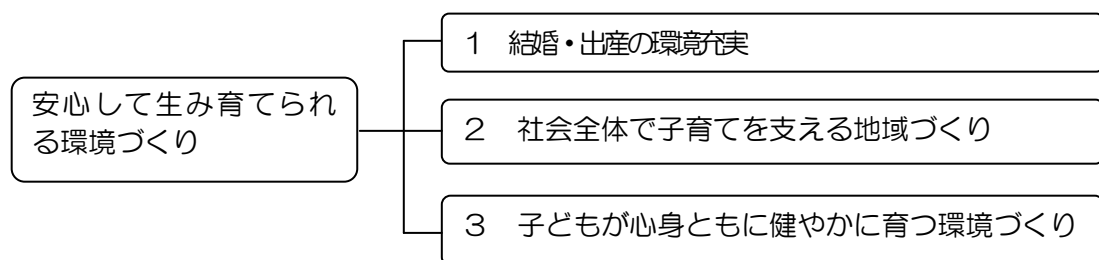 安心して生み育てられ
る環境づくり
１　結婚・出産の環境充実
２　社会全体で子育てを支える地域づくり
３　子どもが心身ともに健やかに育つ環境づくり